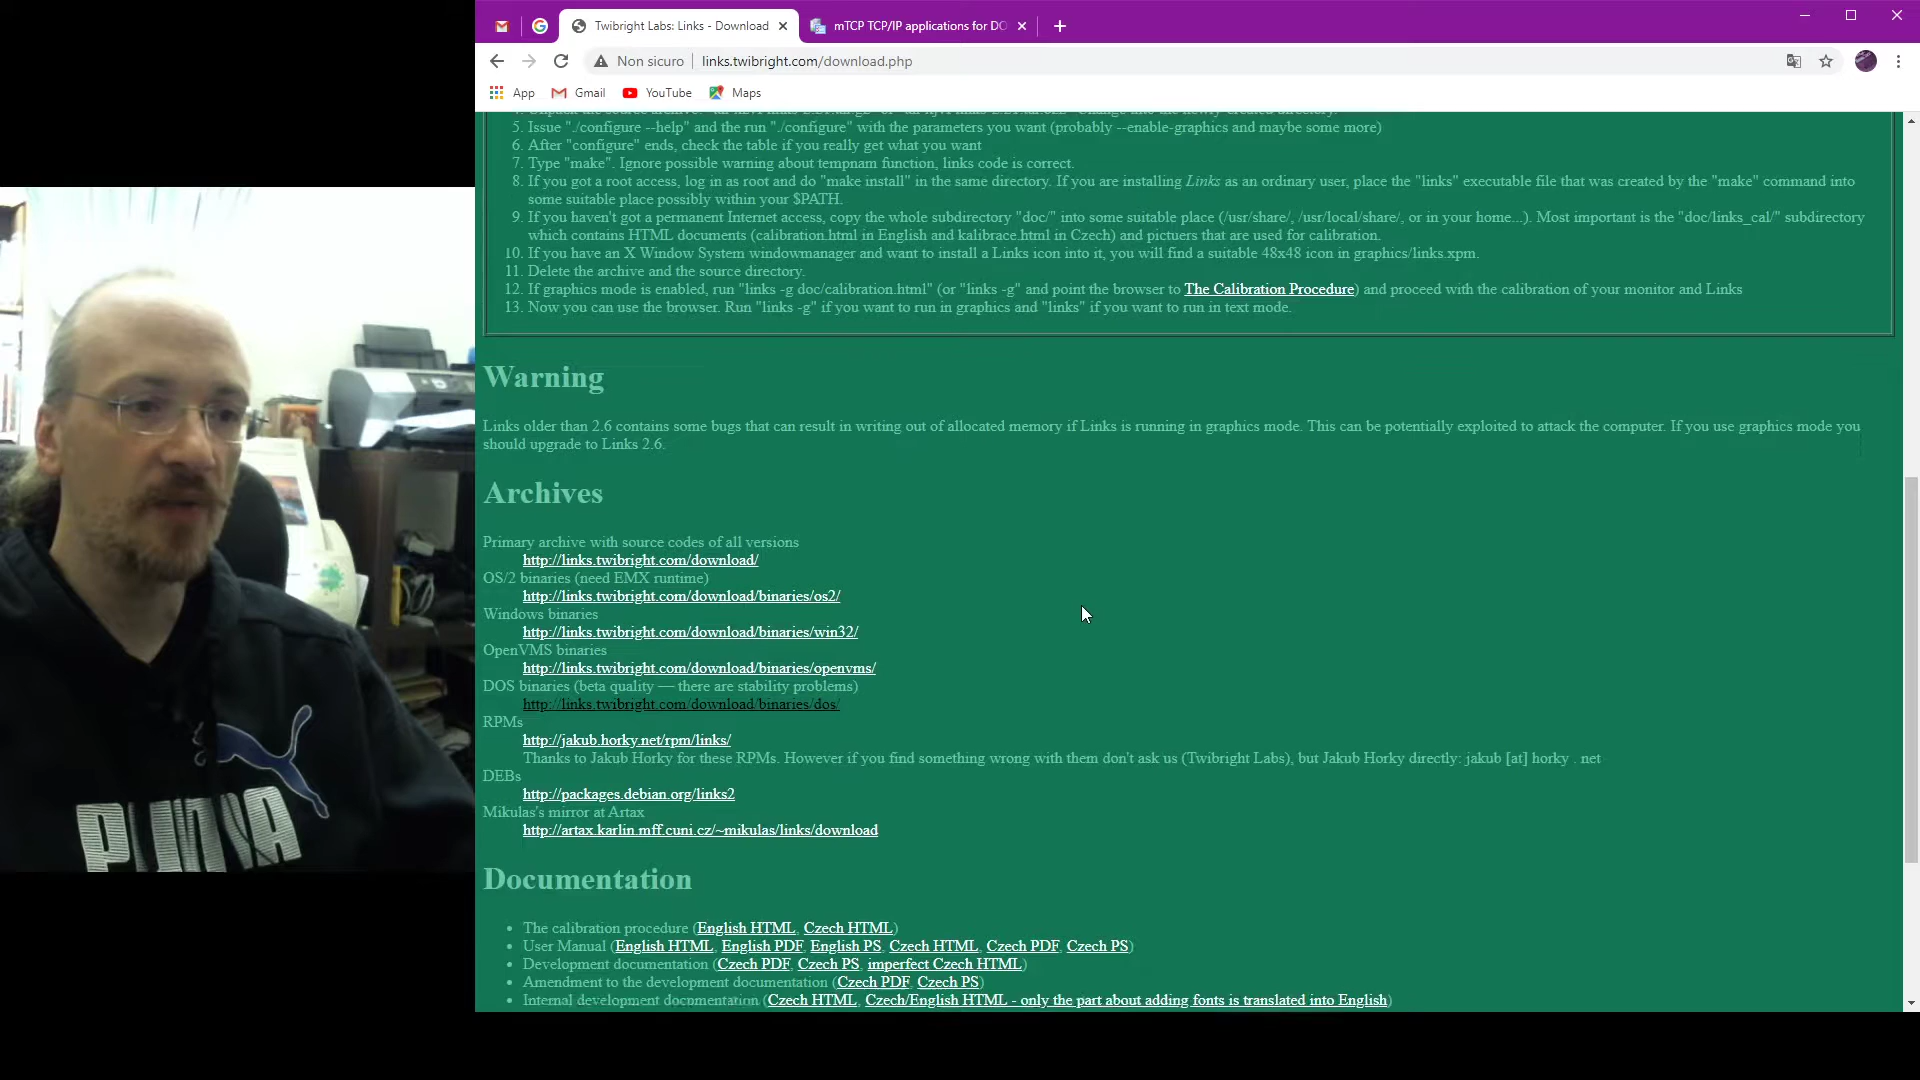 Twibright Labs: Links - Download
mTCP TCP/IP applications for DO
Non sicuro
links.twibright.com/download.php
App
Gmail
YouTube
Maps
5. Issue "./configure --help" and the run "./configure" with the parameters you want (probably --enable-graphics and maybe some more)
6. After "configure" ends, check the table if you really get what you want
7. Type "make". Ignore possible warning about tempnam function, links code is correct.
8. If you got a root access, log in as root and do "make install" in the same directory. If you are installing Links as an ordinary user, place the "links" executable file that was created by the "make" command into
some suitable place possibly within your $PATH.
9. If you haven't got a permanent Internet access, copy the whole subdirectory "doc/" into some suitable place (/usr/share/, /usr/local/share/, or in your home...). Most important is the "doc/links_cal/" subdirectory
which contains HTML documents (calibration.html in English and kalibrace.html in Czech) and pictuers that are used for calibration.
10. If you have an X Window System windowmanager and want to install a Links icon into it, you will find a suitable 48x48 icon in graphics/links.xpm.
11. Delete the archive and the source directory.
12. If graphics mode is enabled, run "links -g doc/calibration.html" (or "links -g" and point the browser to The Calibration Procedure) and proceed with the calibration of your monitor and Links
13. Now you can use the browser. Run "links -g" if you want to run in graphics and "links" if you want to run in text mode.
Warning
Links older than 2.6 contains some bugs that can result in writing out of allocated memory if Links is running in graphics mode. This can be potentially exploited to attack the computer. If you use graphics mode you
should upgrade to Links 2.6.
Archives
Primary archive with source codes of all versions
http://links.twibright.com/download/
OS/2 binaries (need EMX runtime)
http://links.twibright.com/download/binaries/os2/
Windows binaries
http://links.twibright.com/download/binaries/win32/
OpenVMS binaries
http://links.twibright.com/download/binaries/openvms/
DOS binaries (beta quality — there are stability problems)
http://links.twibright.com/download/binaries/dos/
RPMs
http://jakub.horky.net/rpm/links/
Thanks to Jakub Horky for these RPMs. However if you find something wrong with them don't ask us (Twibright Labs), but Jakub Horky directly: jakub [at] horky . net
DEBs
http://packages.debian.org/links2
Mikulas's mirror at Artax
http://artax.karlin.mff.cuni.cz/~mikulas/links/download
Documentation
• The calibration procedure (English HTML, Czech HTML)
• User Manual (English HTML, English PDF, English PS, Czech HTML, Czech PDF, Czech PS)
• Development documentation (Czech PDF, Czech PS, imperfect Czech HTML)
• Amendment to the development documentation (Czech PDF, Czech PS)
• Internal development documentation (Czech HTML, Czech/English HTML - only the part about adding fonts is translated into English)
PUMA